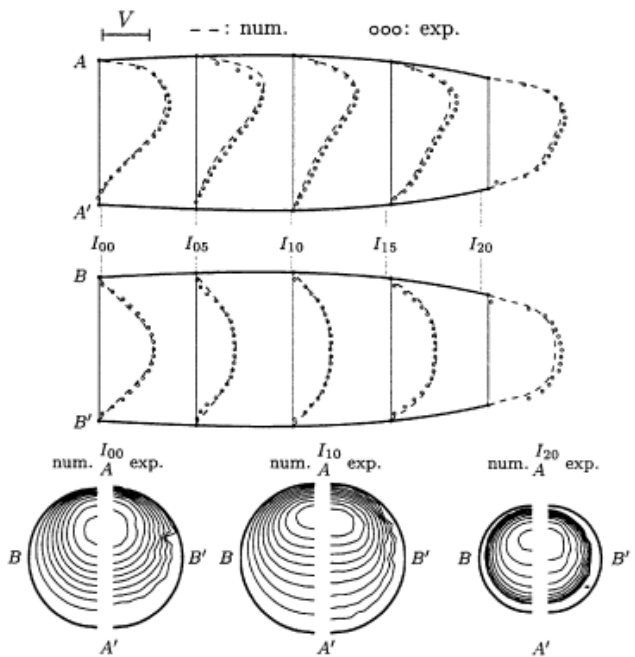 V
– –: num. ooo: exp.
A
A′
I₀₀ I₀₅ I₁₀ I₁₅ I₂₀
B
B′
I₀₀ I₁₀ I₂₀
num. exp. num. exp. num. exp.
A A A
B B′ B B′ B B′
A′ A′ A′